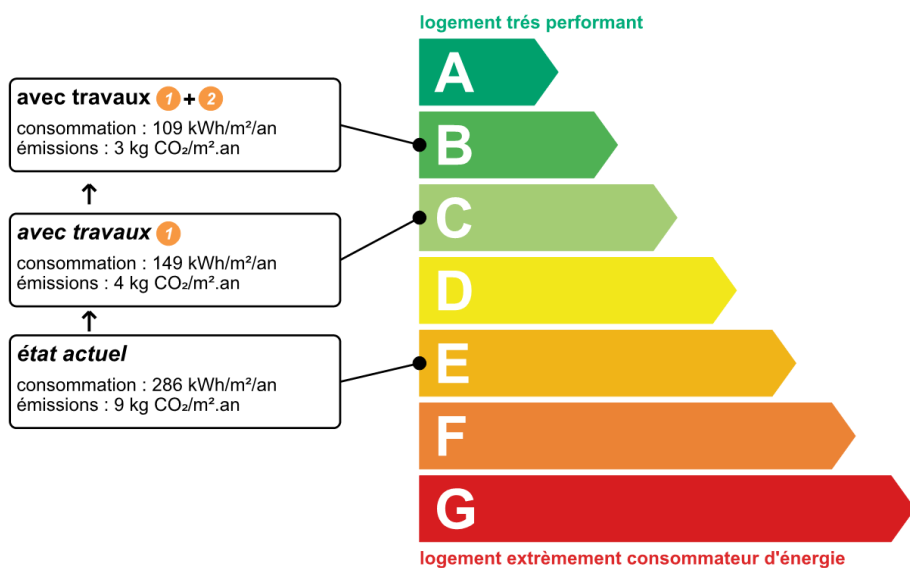 logement trés performant
A
avec travaux 1 + 2
consommation : 109 kWh/m²/an
émissions : 3 kg CO₂/m².an
B
avec travaux 1
consommation : 149 kWh/m²/an
émissions : 4 kg CO₂/m².an
C
D
état actuel
consommation : 286 kWh/m²/an
émissions : 9 kg CO₂/m².an
E
F
G
logement extrèmement consommateur d'énergie